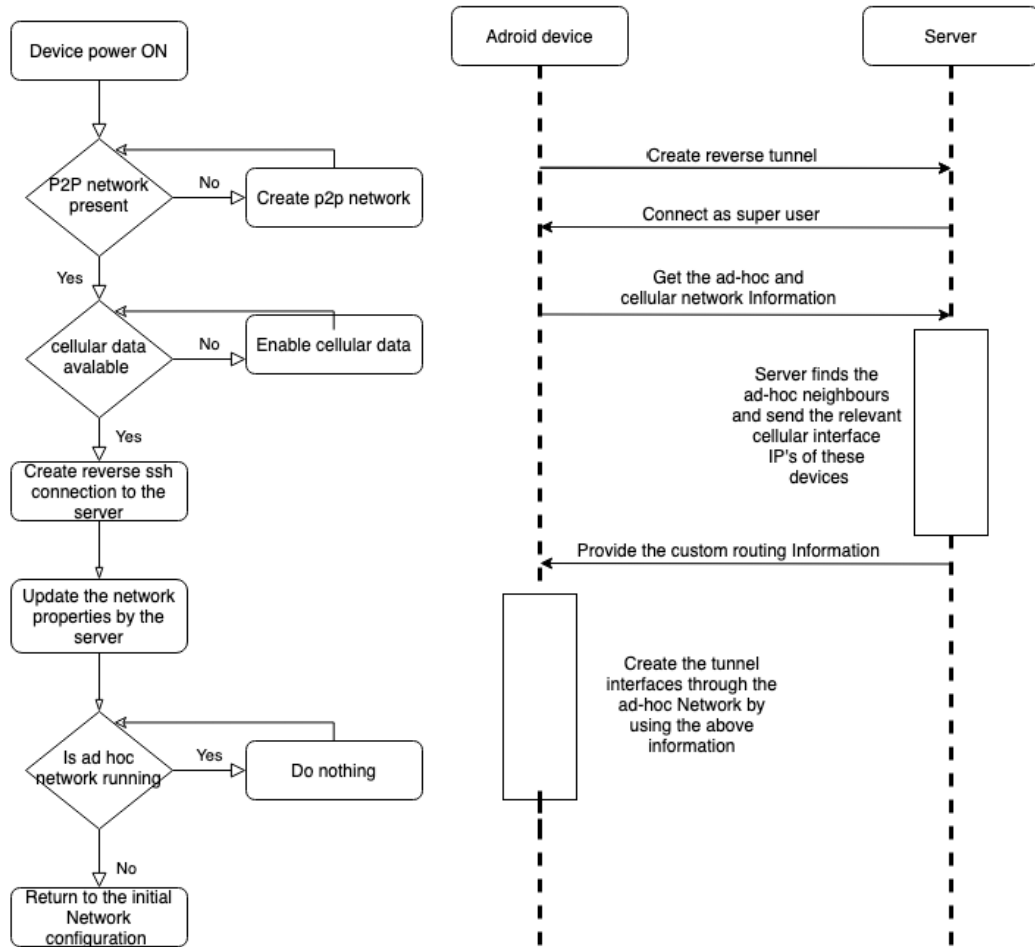 Device power ON
P2P network
present
No
Create p2p network
Yes
cellular data
avalable
No
Enable cellular data
Yes
Create reverse ssh
connection to the
server
Update the network
properties by the
server
Is ad hoc
network running
Yes
Do nothing
No
Return to the initial
Network
configuration
Adroid device
Server
Create reverse tunnel
Connect as super user
Get the ad-hoc and
cellular network Information
Server finds the
ad-hoc neighbours
and send the relevant
cellular interface
IP's of these
devices
Provide the custom routing Information
Create the tunnel
interfaces through the
ad-hoc Network by
using the above
information